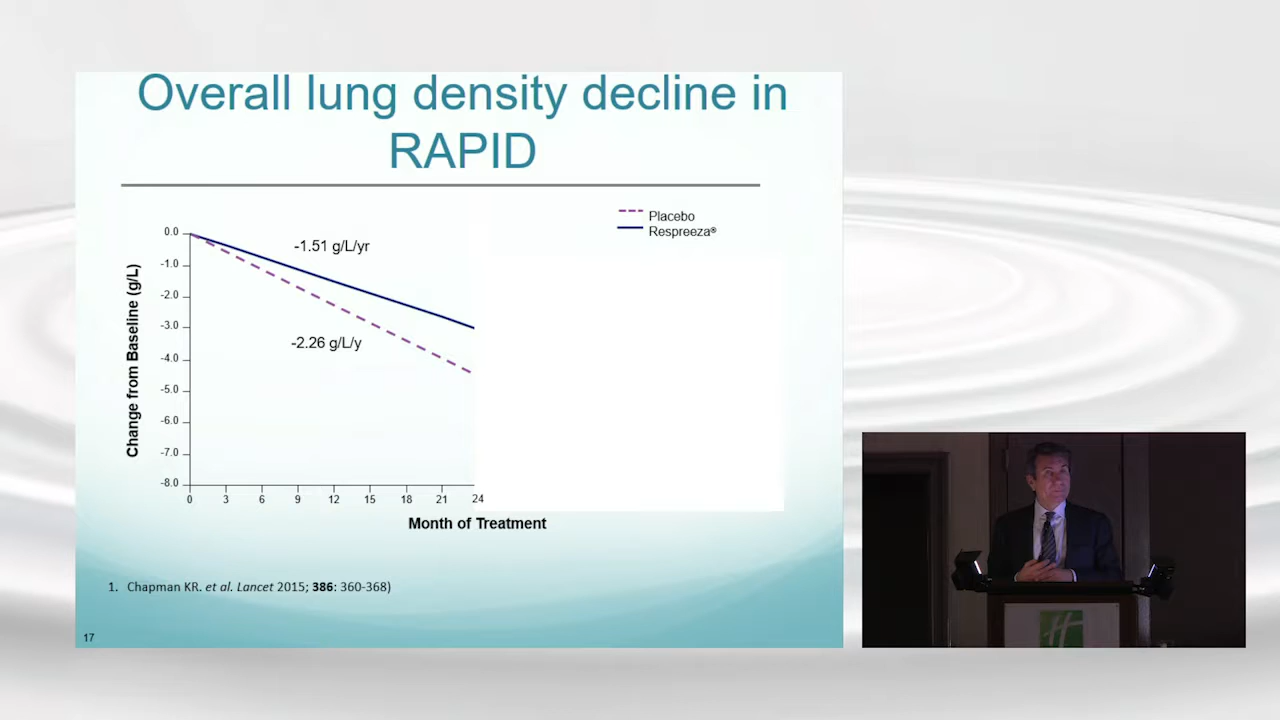 Overall lung density decline in
RAPID
Placebo
Respreeza®
0.0
-1.0
-2.0
-3.0
-4.0
-5.0
-6.0
-7.0
-8.0
Change from Baseline (g/L)
-1.51 g/L/yr
-2.26 g/L/y
0 3 6 9 12 15 18 21 24
Month of Treatment
1. Chapman KR. et al. Lancet 2015; 386: 360-368)
17